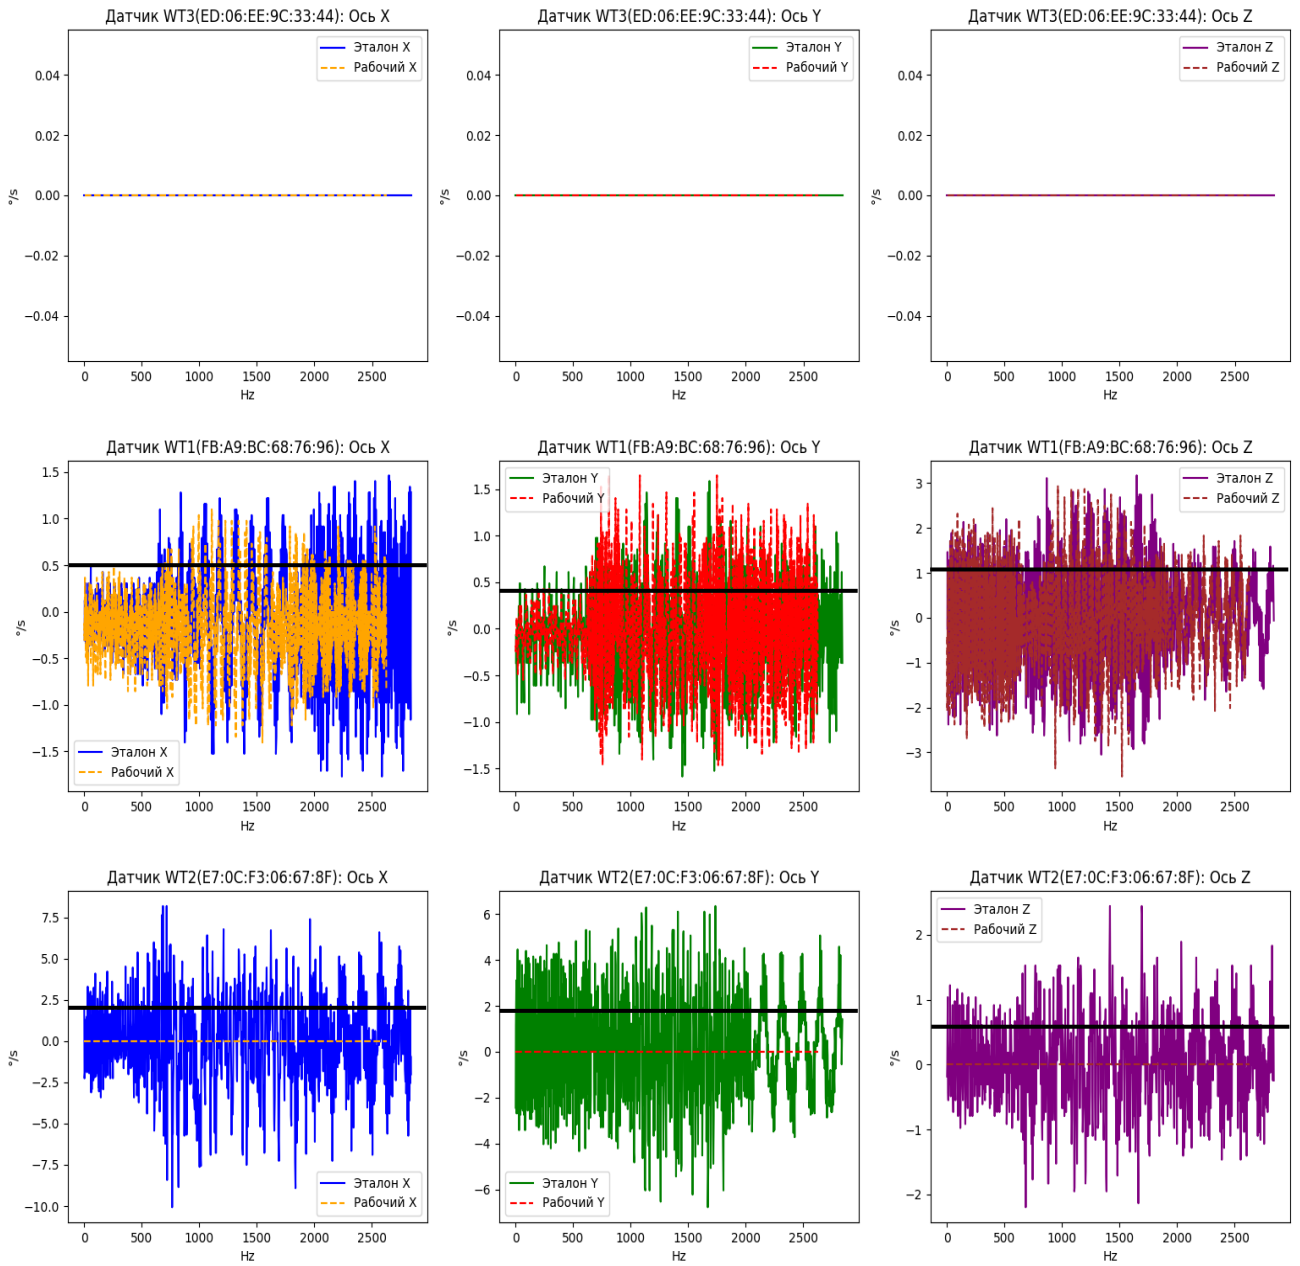 Датчик WT3(ED:06:EE:9C:33:44): Ось X
Эталон X
Рабочий X
0.04
0.02
0.00
−0.02
−0.04
°/s
0 500 1000 1500 2000 2500
Hz
Датчик WT3(ED:06:EE:9C:33:44): Ось Y
Эталон Y
Рабочий Y
0.04
0.02
0.00
−0.02
−0.04
°/s
0 500 1000 1500 2000 2500
Hz
Датчик WT3(ED:06:EE:9C:33:44): Ось Z
Эталон Z
Рабочий Z
0.04
0.02
0.00
−0.02
−0.04
°/s
0 500 1000 1500 2000 2500
Hz
Датчик WT1(FB:A9:BC:68:76:96): Ось X
1.5
1.0
0.5
0.0
−0.5
−1.0
−1.5
°/s
Эталон X
Рабочий X
0 500 1000 1500 2000 2500
Hz
Датчик WT1(FB:A9:BC:68:76:96): Ось Y
Эталон Y
Рабочий Y
1.5
1.0
0.5
0.0
−0.5
−1.0
−1.5
°/s
0 500 1000 1500 2000 2500
Hz
Датчик WT1(FB:A9:BC:68:76:96): Ось Z
Эталон Z
Рабочий Z
3
2
1
0
−1
−2
−3
°/s
0 500 1000 1500 2000 2500
Hz
Датчик WT2(E7:0C:F3:06:67:8F): Ось X
7.5
5.0
2.5
0.0
−2.5
−5.0
−7.5
−10.0
°/s
Эталон X
Рабочий X
0 500 1000 1500 2000 2500
Hz
Датчик WT2(E7:0C:F3:06:67:8F): Ось Y
6
4
2
0
−2
−4
−6
°/s
Эталон Y
Рабочий Y
0 500 1000 1500 2000 2500
Hz
Датчик WT2(E7:0C:F3:06:67:8F): Ось Z
Эталон Z
Рабочий Z
2
1
0
−1
−2
°/s
0 500 1000 1500 2000 2500
Hz